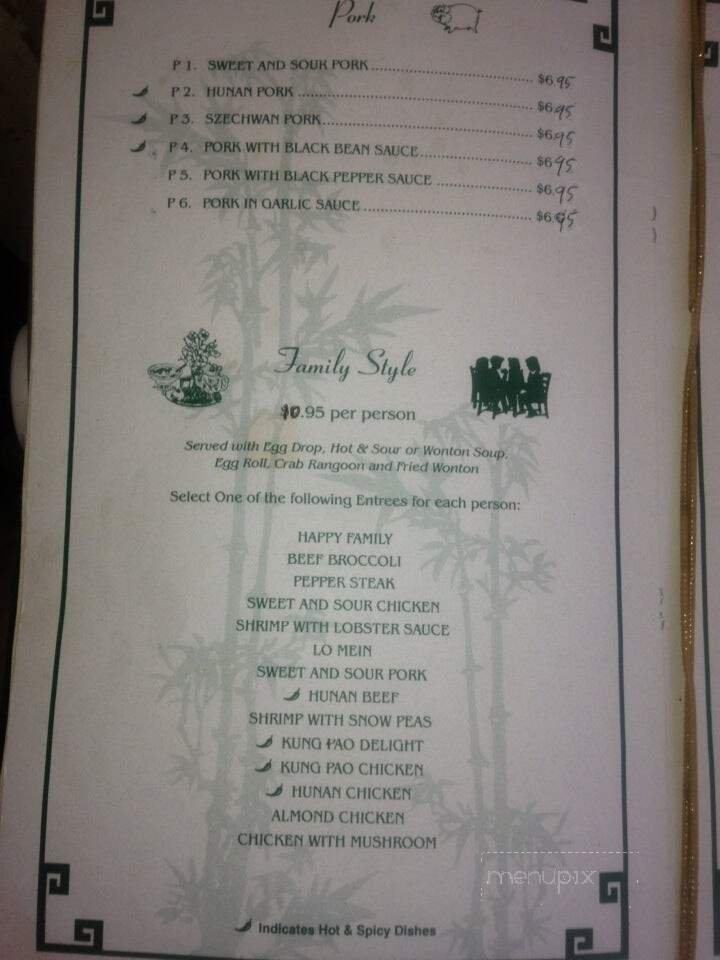 Pork
P 1. SWEET AND SOUR PORK ........ $6.95
P 2. HUNAN PORK ........ $6.95
P 3. SZECHWAN PORK ........ $6.95
P 4. PORK WITH BLACK BEAN SAUCE ........ $6.95
P 5. PORK WITH BLACK PEPPER SAUCE ........ $6.95
P 6. PORK IN GARLIC SAUCE ........ $6.95
Family Style
$10.95 per person
Served with Egg Drop, Hot & Sour or Wonton Soup,
Egg Roll, Crab Rangoon and Fried Wonton
Select One of the following Entrees for each person:
HAPPY FAMILY
BEEF BROCCOLI
PEPPER STEAK
SWEET AND SOUR CHICKEN
SHRIMP WITH LOBSTER SAUCE
LO MEIN
SWEET AND SOUR PORK
HUNAN BEEF
SHRIMP WITH SNOW PEAS
KUNG PAO DELIGHT
KUNG PAO CHICKEN
HUNAN CHICKEN
ALMOND CHICKEN
CHICKEN WITH MUSHROOM
menupix
Indicates Hot & Spicy Dishes